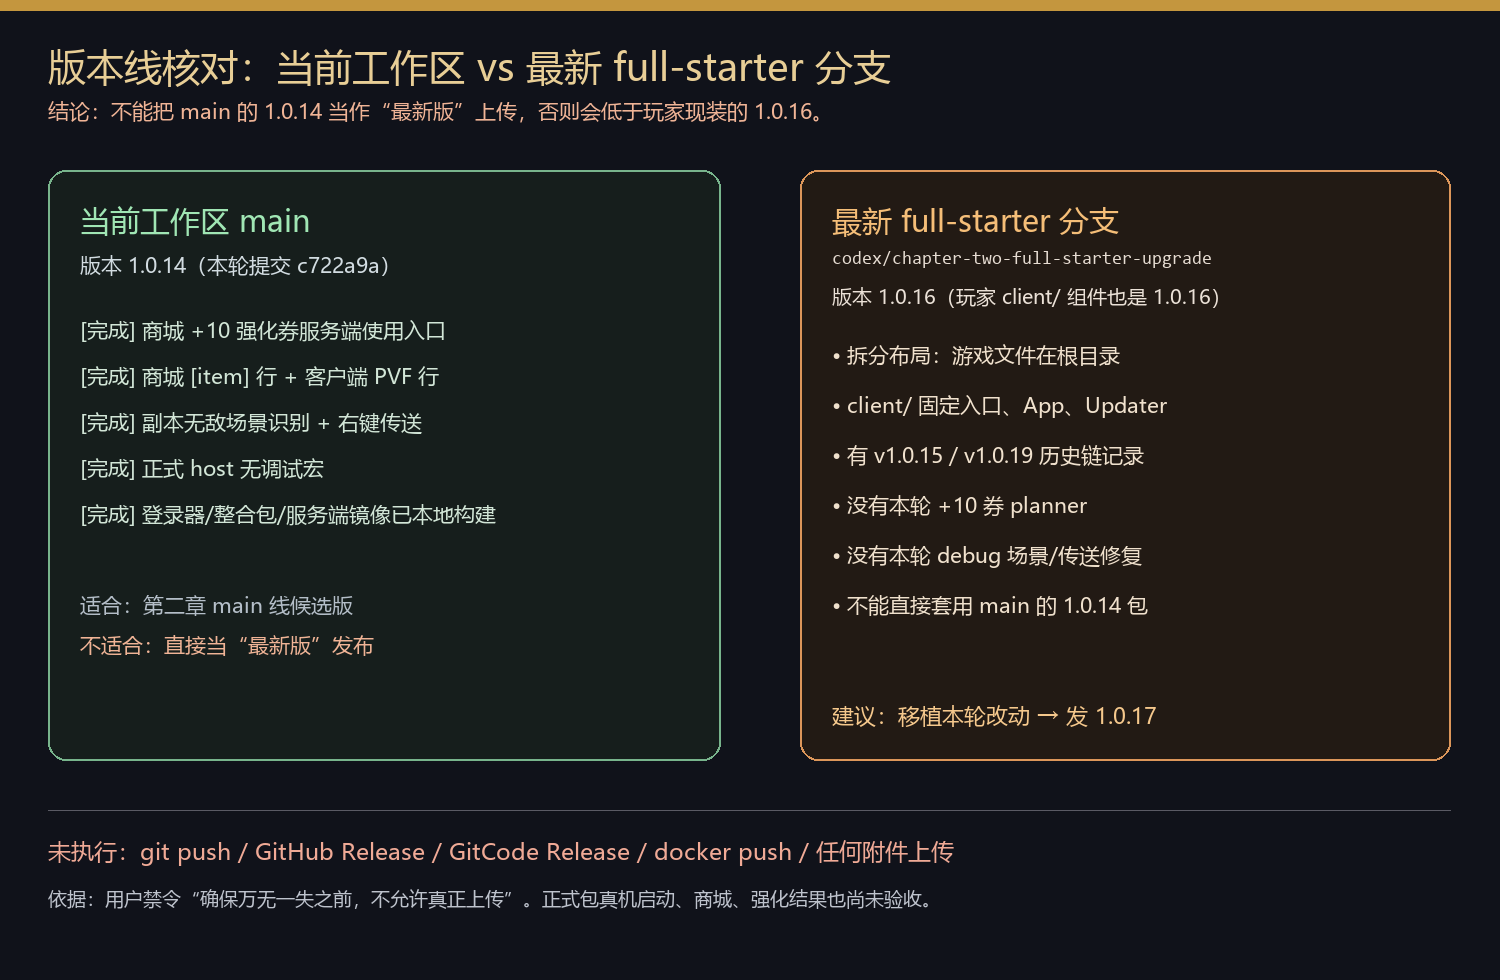 版本线核对：当前工作区 vs 最新 full-starter 分支
结论：不能把 main 的 1.0.14 当作“最新版”上传，否则会低于玩家现装的 1.0.16。
当前工作区 main
版本 1.0.14（本轮提交 c722a9a）
[完成] 商城 +10 强化券服务端使用入口
[完成] 商城 [item] 行 + 客户端 PVF 行
[完成] 副本无敌场景识别 + 右键传送
[完成] 正式 host 无调试宏
[完成] 登录器/整合包/服务端镜像已本地构建
适合：第二章 main 线候选版
不适合：直接当“最新版”发布
最新 full-starter 分支
codex/chapter-two-full-starter-upgrade
版本 1.0.16（玩家 client/ 组件也是 1.0.16）
• 拆分布局：游戏文件在根目录
• client/ 固定入口、App、Updater
• 有 v1.0.15 / v1.0.19 历史链记录
• 没有本轮 +10 券 planner
• 没有本轮 debug 场景/传送修复
• 不能直接套用 main 的 1.0.14 包
建议：移植本轮改动 → 发 1.0.17
未执行：git push / GitHub Release / GitCode Release / docker push / 任何附件上传
依据：用户禁令“确保万无一失之前，不允许真正上传”。正式包真机启动、商城、强化结果也尚未验收。